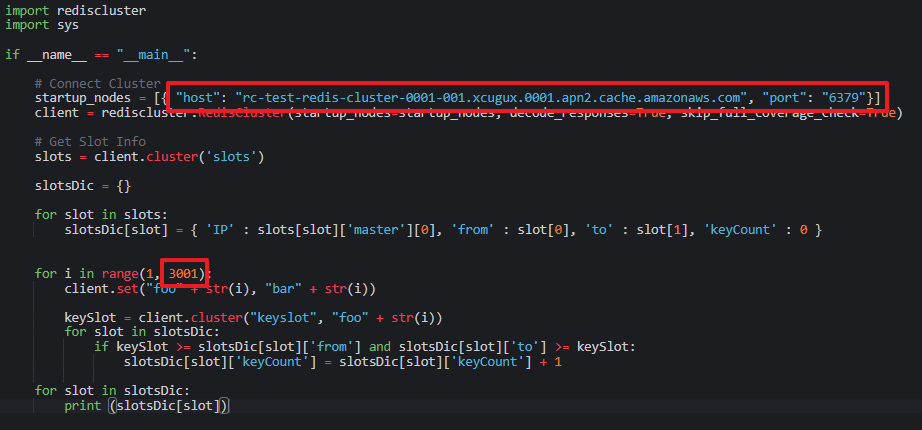 import rediscluster
import sys
if __name__ == "__main__":
# Connect Cluster
startup_nodes = [{ "host": "rc-test-redis-cluster-0001-001.xcugux.0001.apn2.cache.amazonaws.com", "port": "6379"}]
client = rediscluster.RedisCluster(startup_nodes=startup_nodes, decode_responses=True, skip_full_coverage_check=True)
# Get Slot Info
slots = client.cluster('slots')
slotsDic = {}
for slot in slots:
slotsDic[slot] = { 'IP' : slots[slot]['master'][0], 'from' : slot[0], 'to' : slot[1], 'keyCount' : 0 }
for i in range(1, 3001):
client.set("foo" + str(i), "bar" + str(i))
keySlot = client.cluster("keyslot", "foo" + str(i))
for slot in slotsDic:
if keySlot >= slotsDic[slot]['from'] and slotsDic[slot]['to'] >= keySlot:
slotsDic[slot]['keyCount'] = slotsDic[slot]['keyCount'] + 1
for slot in slotsDic:
print (slotsDic[slot])